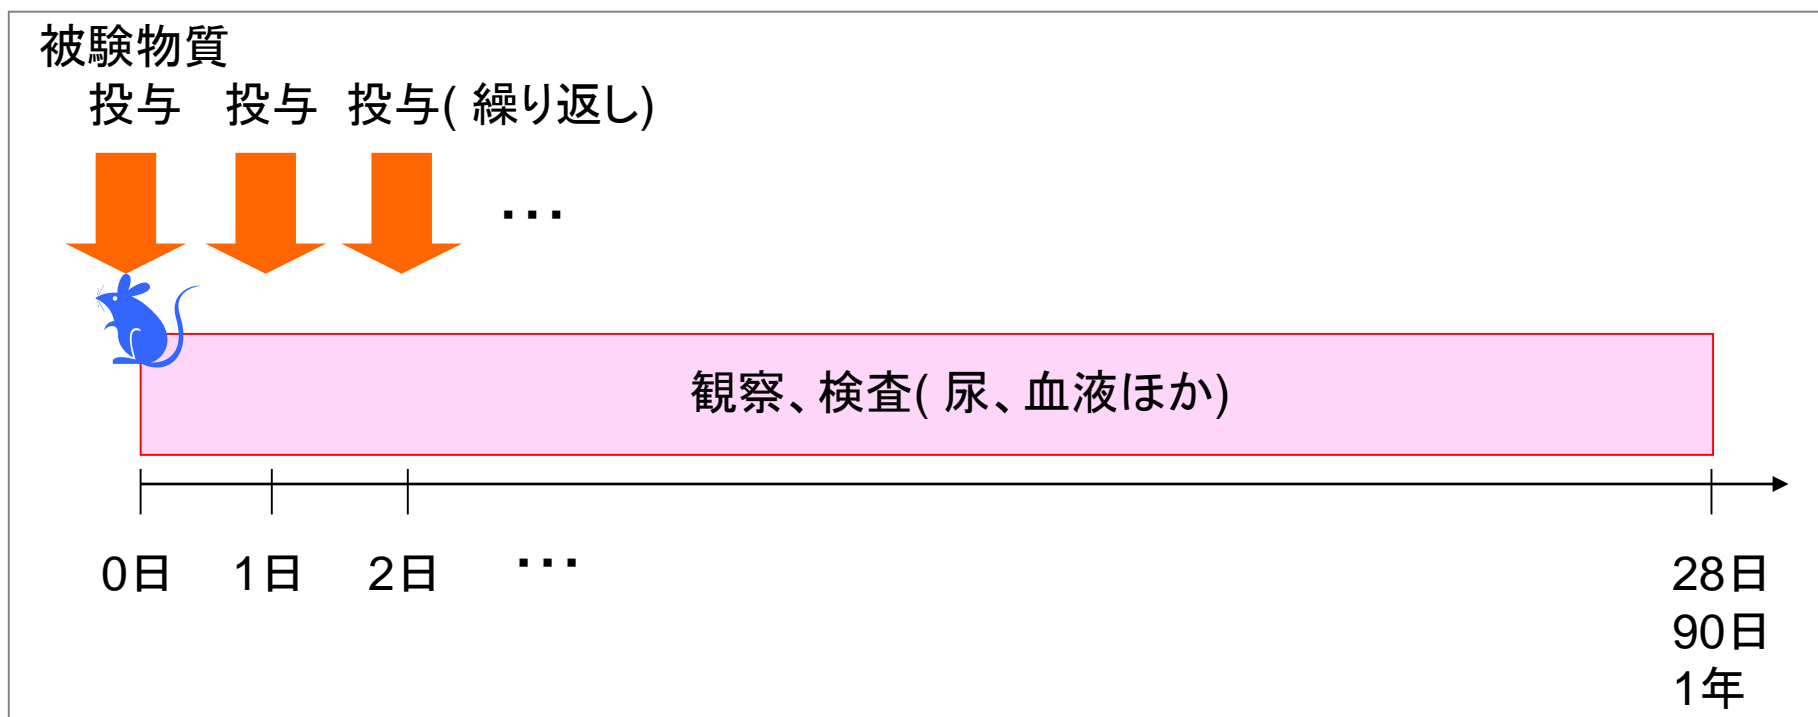 被験物質
投与 投与 投与( 繰り返し)
・・・
観察、検査( 尿、血液ほか)
0日 1日 2日 ・・・ 28日
90日
1年